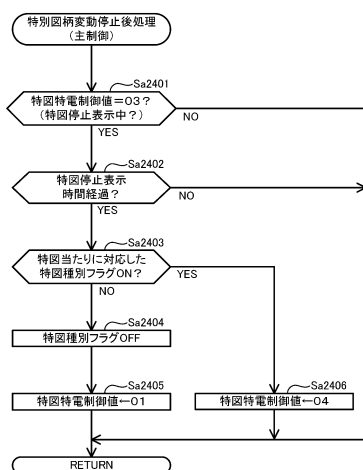 特別図柄変動停止後処理
(主制御)
Sa2401
特図特電制御値=03?
(特図停止表示中?)
NO
YES
Sa2402
特図停止表示
時間経過?
NO
YES
Sa2403
特図当たりに対応した
特図種別フラグON?
YES
NO
Sa2404
特図種別フラグOFF
Sa2405
特図特電制御値←01
Sa2406
特図特電制御値←04
RETURN